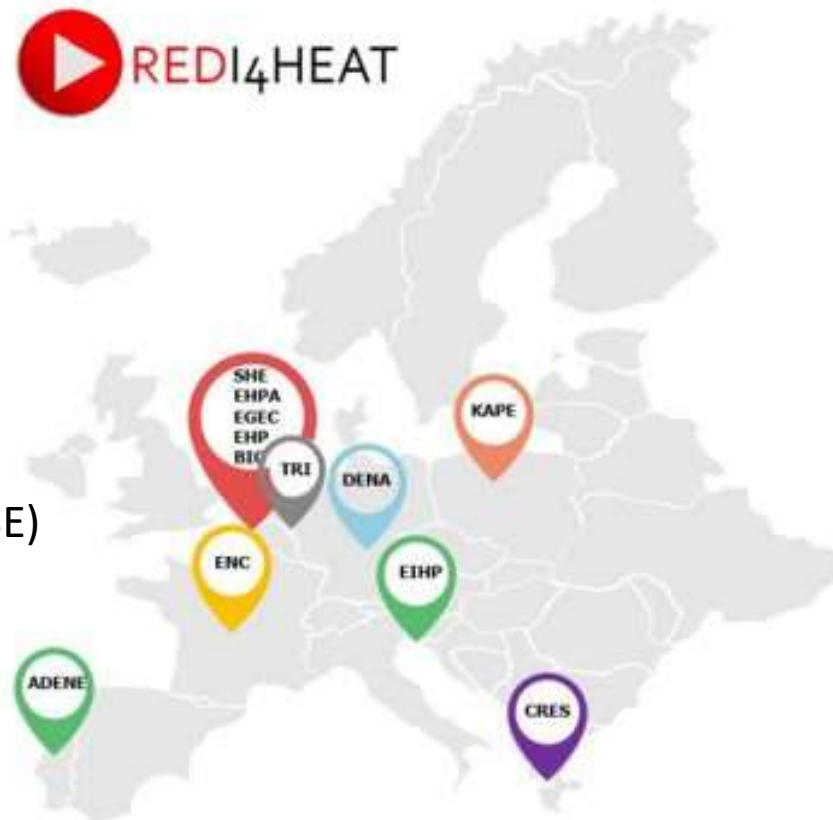 REDI4HEAT
SHE
EHPA
EGEC
EHP
TRI
KAPE
DENA
E)
ENC
EIHP
ADENE
CRES